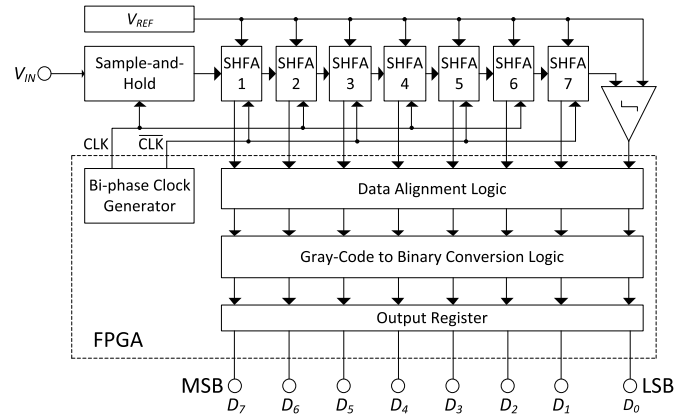 VREF
VIN
Sample-and-
Hold
SHFA
1
SHFA
2
SHFA
3
SHFA
4
SHFA
5
SHFA
6
SHFA
7
CLK
CLK
Bi-phase Clock
Generator
Data Alignment Logic
Gray-Code to Binary Conversion Logic
Output Register
FPGA
MSB
LSB
D7
D6
D5
D4
D3
D2
D1
D0